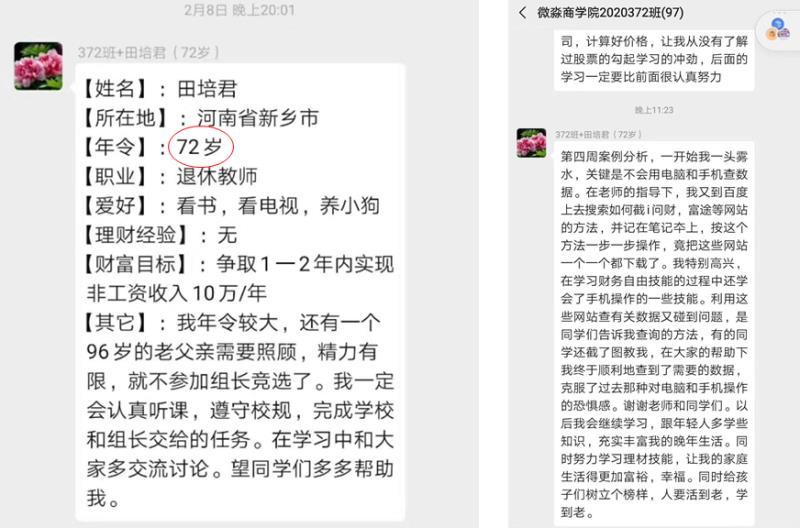 2月8日 晚上20:01
372班+田培君（72岁）
【姓名】：田培君
【所在地】：河南省新乡市
【年令】：72岁
【职业】：退休教师
【爱好】：看书，看电视，养小狗
【理财经验】：无
【财富目标】：争取1一2年内实现
非工资收入10万/年
【其它】：我年令较大，还有一个
96岁的老父亲需要照顾，精力有
限，就不参加组长竞选了。我一定
会认真听课，遵守校规，完成学校
和组长交给的任务。在学习中和大
家多交流讨论。望同学们多多帮助
我。
微淼商学院2020372班(97)
司，计算好价格，让我从没有了解
过股票的勾起学习的冲劲，后面的
学习一定要比前面很认真努力
晚上11:23
372班+田培君（72岁）
第四周案例分析，一开始我一头雾
水，关键是不会用电脑和手机查数
据。在老师的指导下，我又到百度
上去搜索如何截i问财，富途等网站
的方法，并记在笔记夲上，按这个
方法一步一步操作，竟把这些网站
一个一个都下载了。我特别高兴，
在学习财务自由技能的过程中还学
会了手机操作的一些技能。利用这
些网站查有关数据又碰到问题，是
同学们告诉我查询的方法，有的同
学还截了图教我，在大家的帮助下
我终于顺利地查到了需要的数据，
克服了过去那种对电脑和手机操作
的恐惧感。谢谢老师和同学们。以
后我会继续学习，跟年轻人多学些
知识，充实丰富我的晚年生活。同
时努力学习理材技能，让我的家庭
生活得更加富裕，幸福。同时给孩
子们树立个榜样，人要活到老，学
到老。